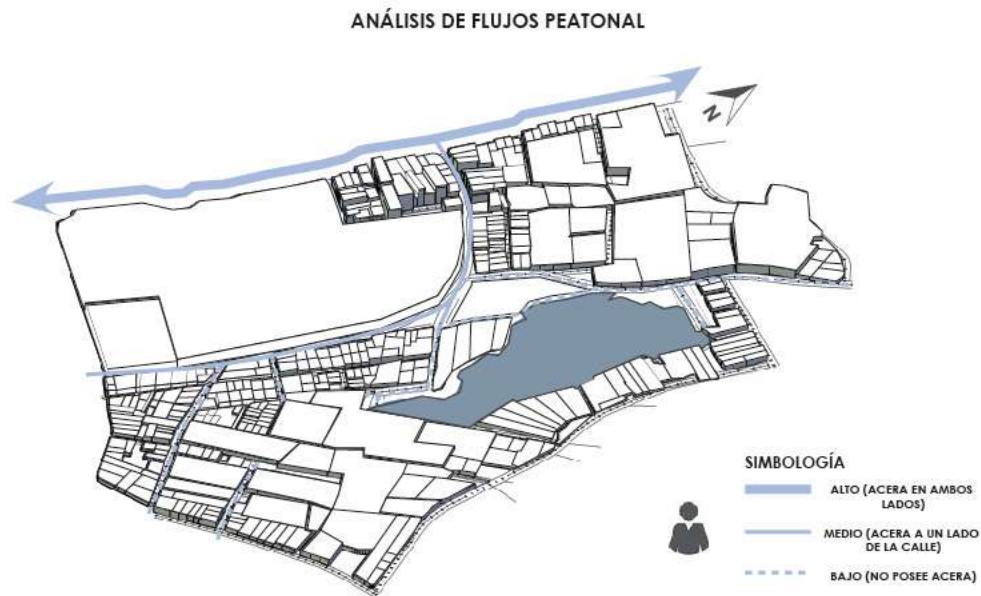 ANÁLISIS DE FLUJOS PEATONAL
N
SIMBOLOGÍA
ALTO (ACERA EN AMBOS
LADOS)
MEDIO (ACERA A UN LADO
DE LA CALLE)
BAJO (NO POSEE ACERA)